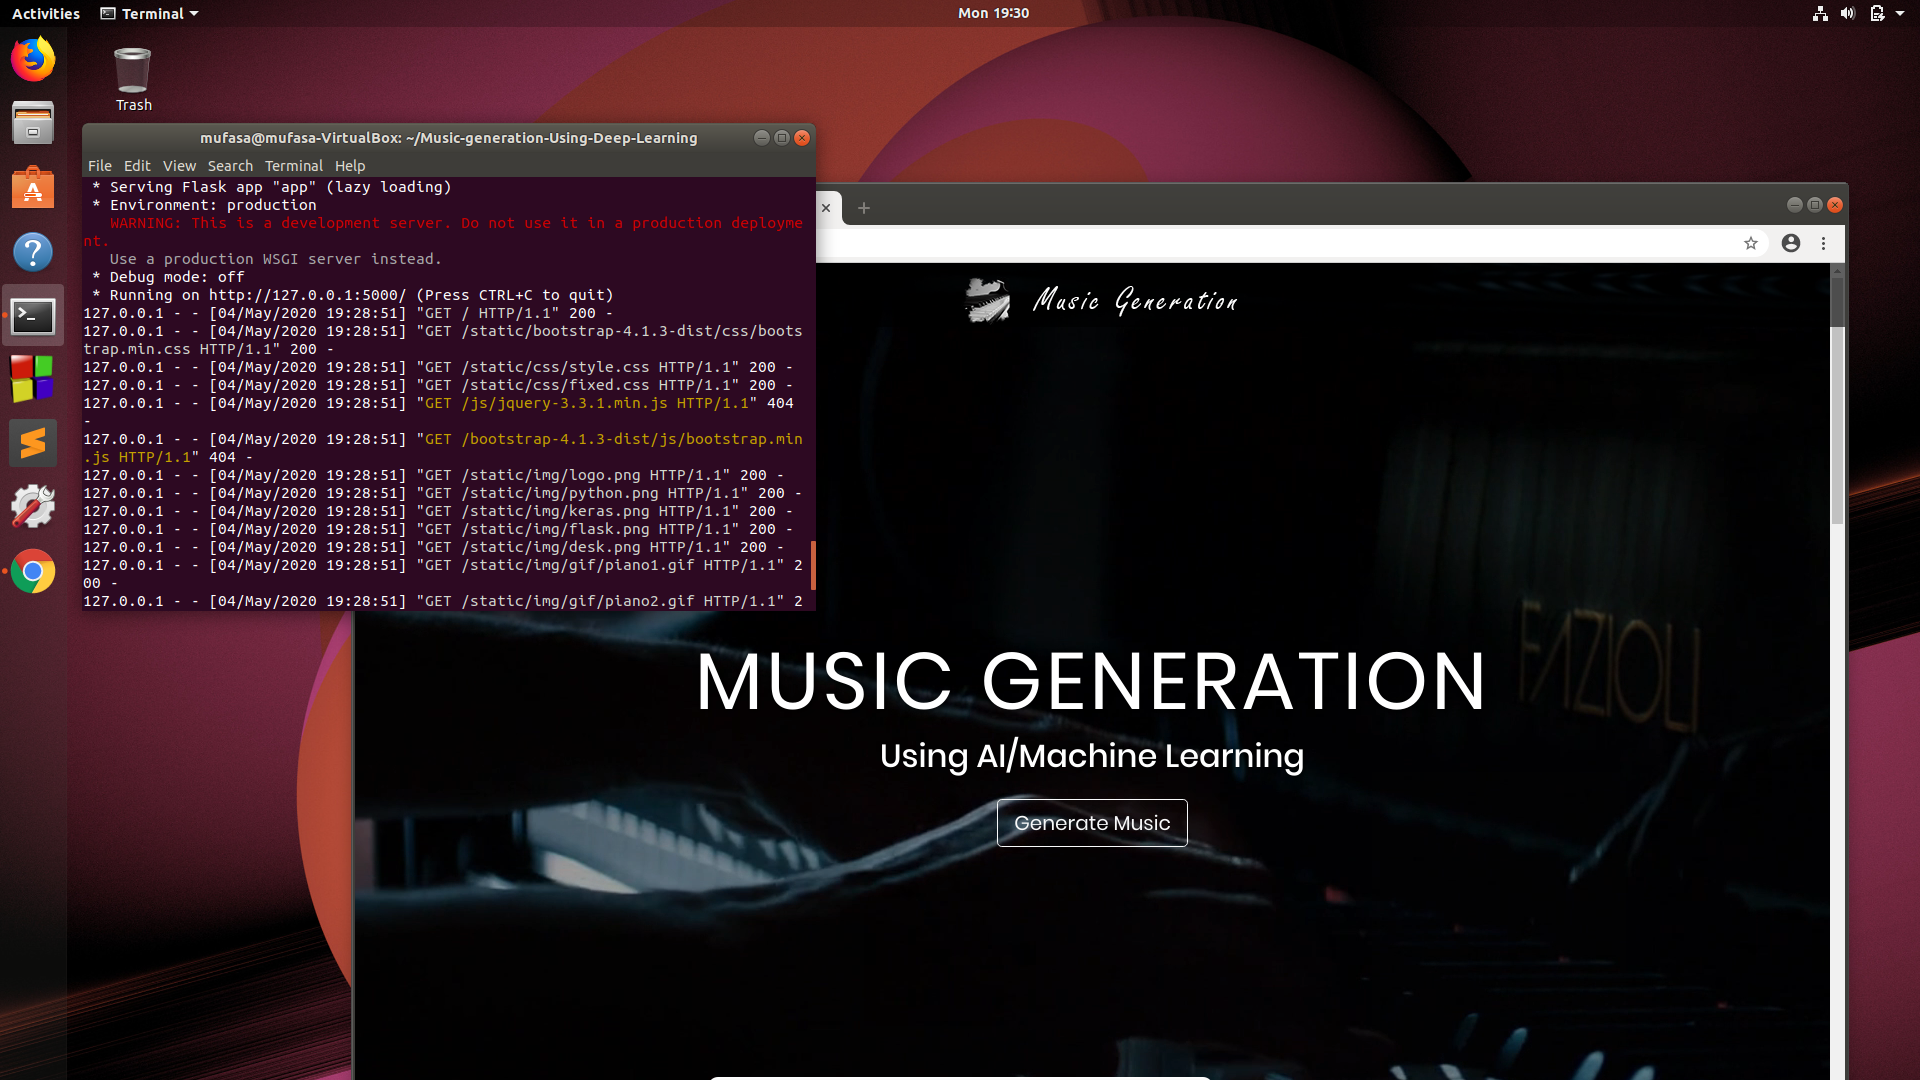 Activities
Terminal
Mon 19:30
Trash
mufasa@mufasa-VirtualBox: ~/Music-generation-Using-Deep-Learning
File Edit View Search Terminal Help
* Serving Flask app "app" (lazy loading)
* Environment: production
WARNING: This is a development server. Do not use it in a production deployme
nt.
Use a production WSGI server instead.
* Debug mode: off
* Running on http://127.0.0.1:5000/ (Press CTRL+C to quit)
127.0.0.1 - - [04/May/2020 19:28:51] "GET / HTTP/1.1" 200 -
127.0.0.1 - - [04/May/2020 19:28:51] "GET /static/bootstrap-4.1.3-dist/css/boots
trap.min.css HTTP/1.1" 200 -
127.0.0.1 - - [04/May/2020 19:28:51] "GET /static/css/style.css HTTP/1.1" 200 -
127.0.0.1 - - [04/May/2020 19:28:51] "GET /static/css/fixed.css HTTP/1.1" 200 -
127.0.0.1 - - [04/May/2020 19:28:51] "GET /js/jquery-3.3.1.min.js HTTP/1.1" 404
-
127.0.0.1 - - [04/May/2020 19:28:51] "GET /bootstrap-4.1.3-dist/js/bootstrap.min
.js HTTP/1.1" 404 -
127.0.0.1 - - [04/May/2020 19:28:51] "GET /static/img/logo.png HTTP/1.1" 200 -
127.0.0.1 - - [04/May/2020 19:28:51] "GET /static/img/python.png HTTP/1.1" 200 -
127.0.0.1 - - [04/May/2020 19:28:51] "GET /static/img/keras.png HTTP/1.1" 200 -
127.0.0.1 - - [04/May/2020 19:28:51] "GET /static/img/flask.png HTTP/1.1" 200 -
127.0.0.1 - - [04/May/2020 19:28:51] "GET /static/img/desk.png HTTP/1.1" 200 -
127.0.0.1 - - [04/May/2020 19:28:51] "GET /static/img/gif/piano1.gif HTTP/1.1" 2
00 -
127.0.0.1 - - [04/May/2020 19:28:51] "GET /static/img/gif/piano2.gif HTTP/1.1" 2
Music Generation
FAZIOLI
MUSIC GENERATION
Using AI/Machine Learning
Generate Music